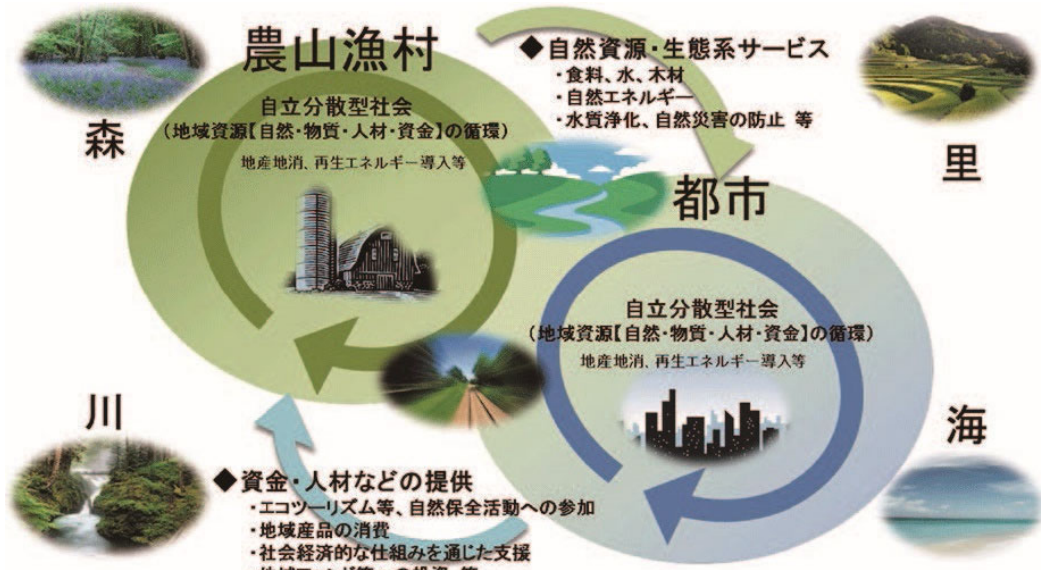 農山漁村
自立分散型社会
(地域資源【自然・物質・人材・資金】の循環)
地産地消、再生エネルギー導入等
◆自然資源・生態系サービス
・食料、水、木材
・自然エネルギー
・水質浄化、自然災害の防止 等
森
里
都市
自立分散型社会
(地域資源【自然・物質・人材・資金】の循環)
地産地消、再生エネルギー導入等
川
海
◆資金・人材などの提供
・エコツーリズム等、自然保全活動への参加
・地域産品の消費
・社会経済的な仕組みを通じた支援